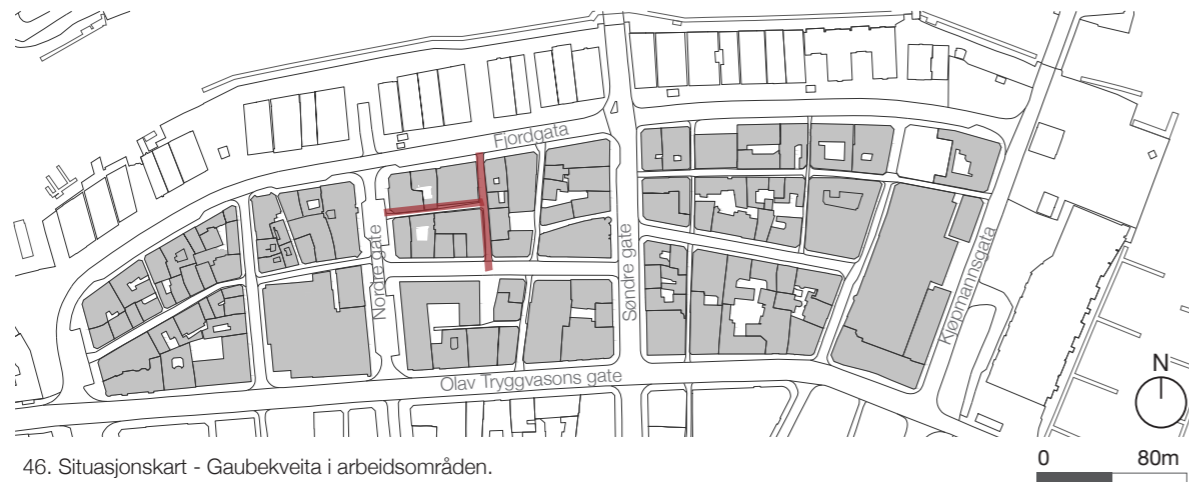 Fjordgata
Nordre gate
Søndre gate
Kjøpmannsgata
Olav Tryggvasons gate
N
0 80m
46. Situasjonskart - Gaubekveita i arbeidsområden.